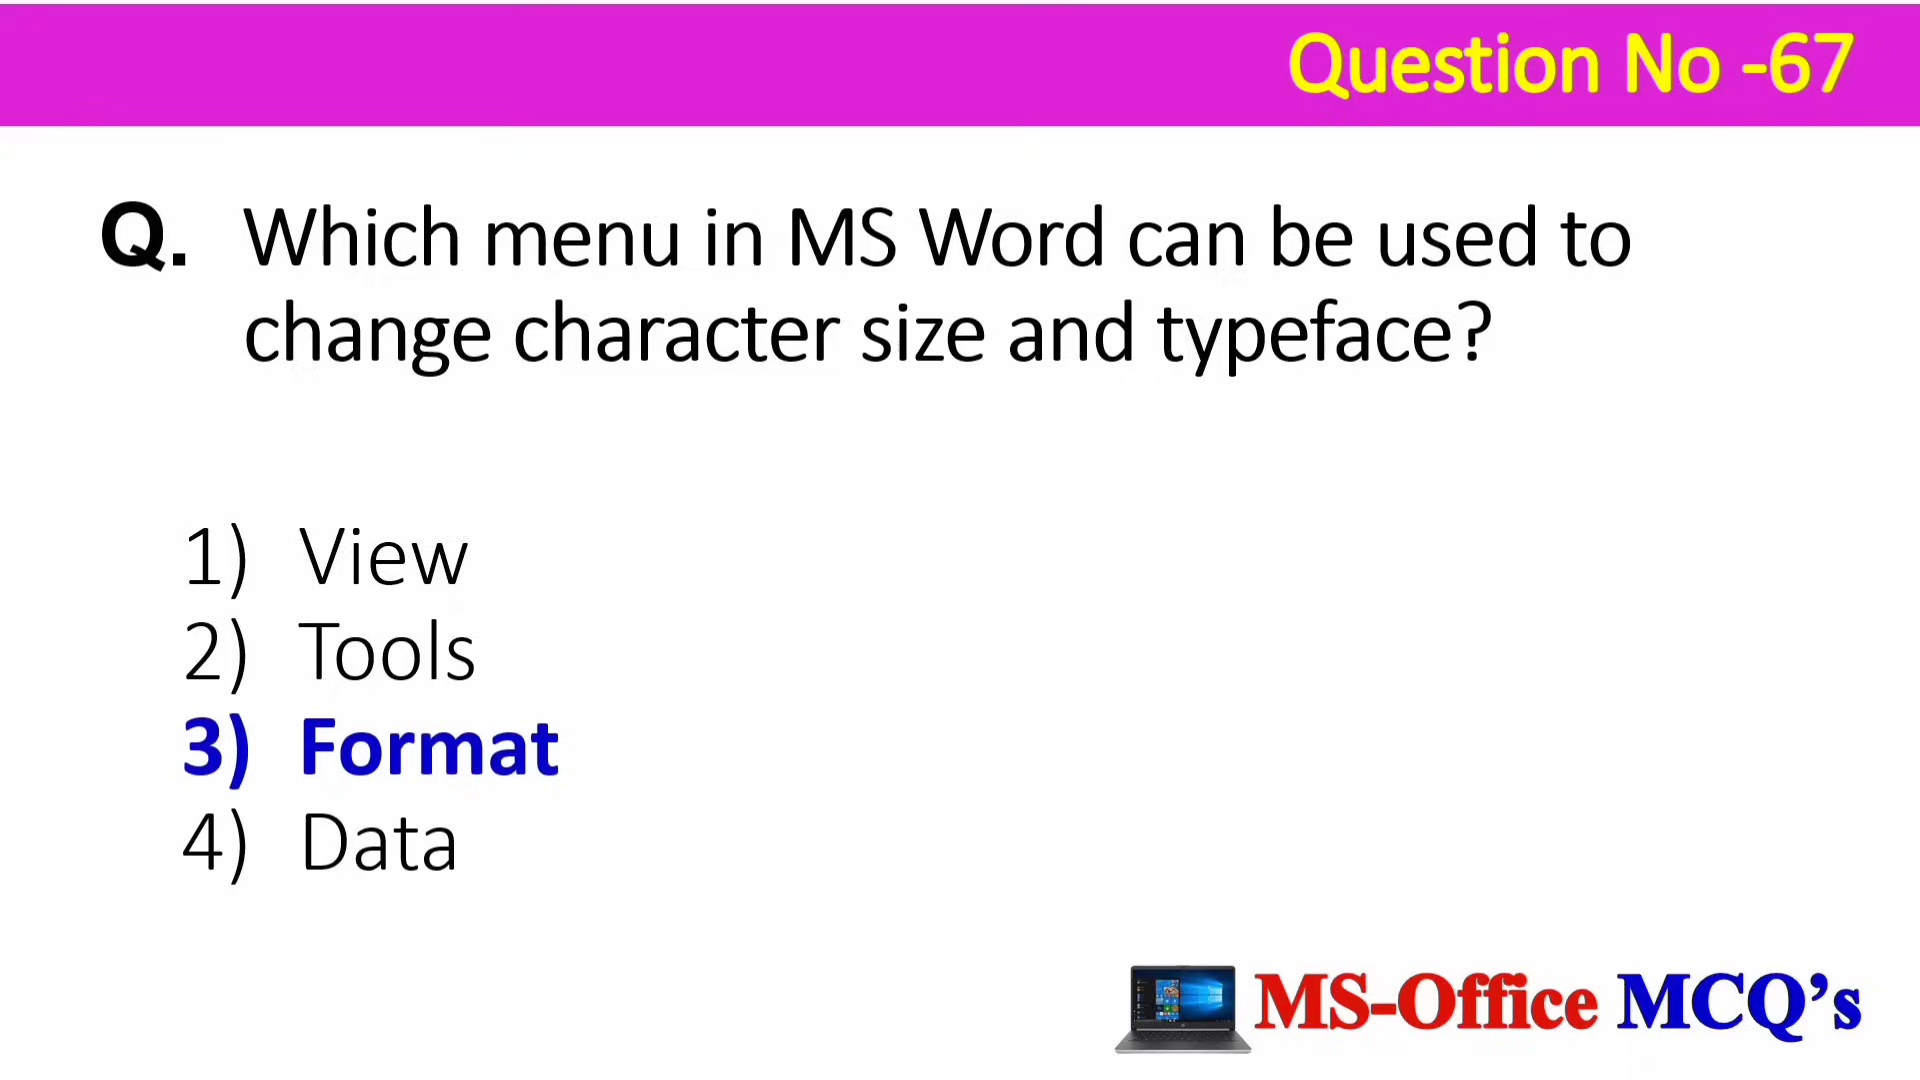 Question No -67
Q. Which menu in MS Word can be used to
change character size and typeface?
1) View
2) Tools
3) Format
4) Data
MS-Office MCQ’s